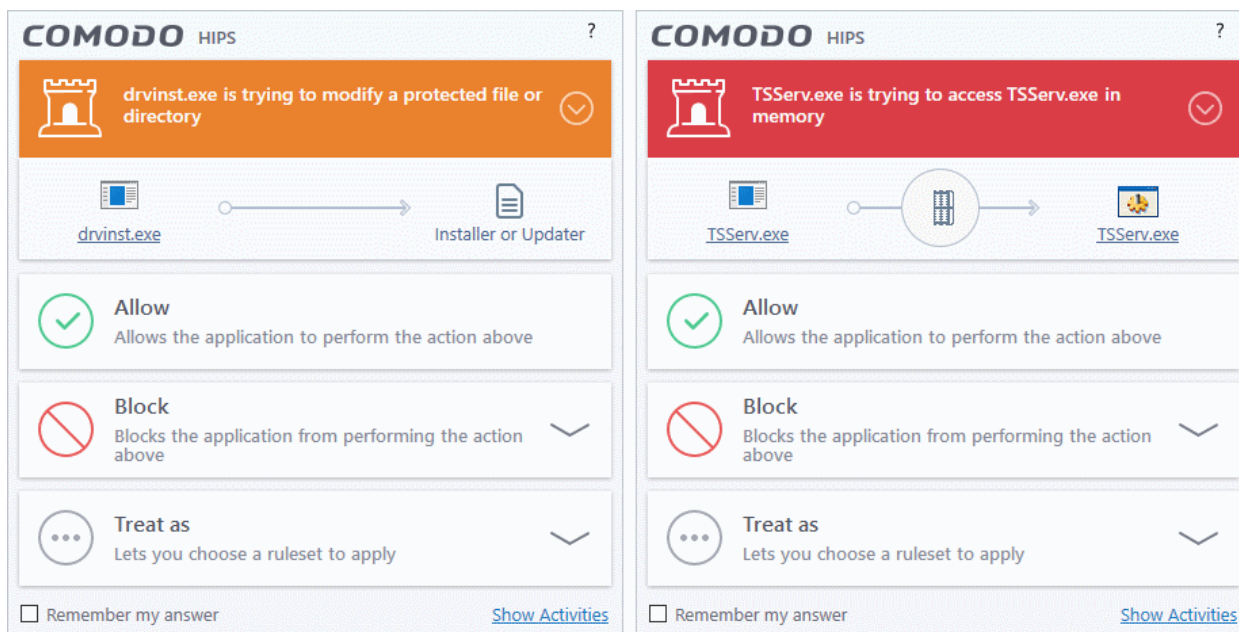 COMODO HIPS ?
drvinst.exe is trying to modify a protected file or
directory
drvinst.exe
Installer or Updater
Allow
Allows the application to perform the action above
Block
Blocks the application from performing the action
above
Treat as
Lets you choose a ruleset to apply
Remember my answer
Show Activities
COMODO HIPS ?
TSServ.exe is trying to access TSServ.exe in
memory
TSServ.exe
TSServ.exe
Allow
Allows the application to perform the action above
Block
Blocks the application from performing the action
above
Treat as
Lets you choose a ruleset to apply
Remember my answer
Show Activities